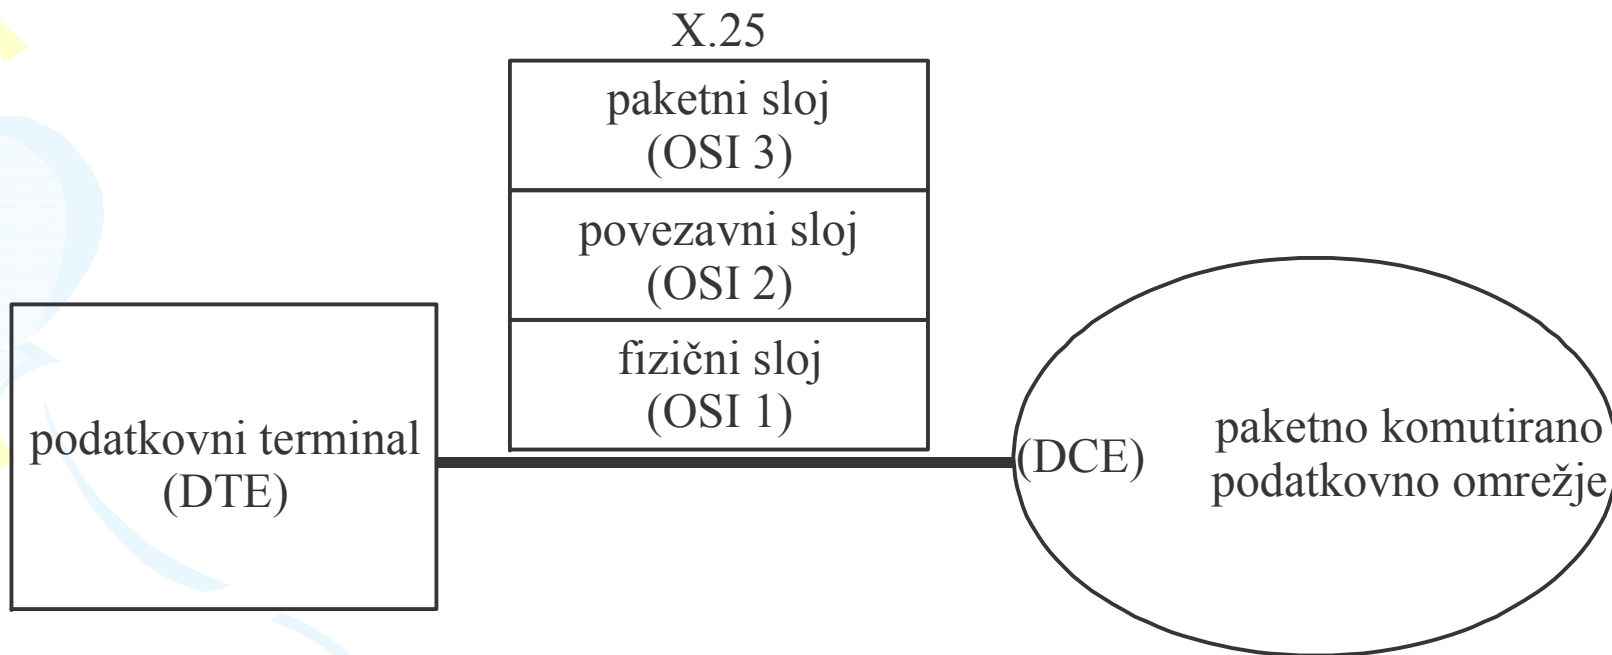 X.25
paketni sloj
(OSI 3)
povezavni sloj
(OSI 2)
fizični sloj
(OSI 1)
podatkovni terminal
(DTE)
(DCE)
paketno komutirano
podatkovno omrežje